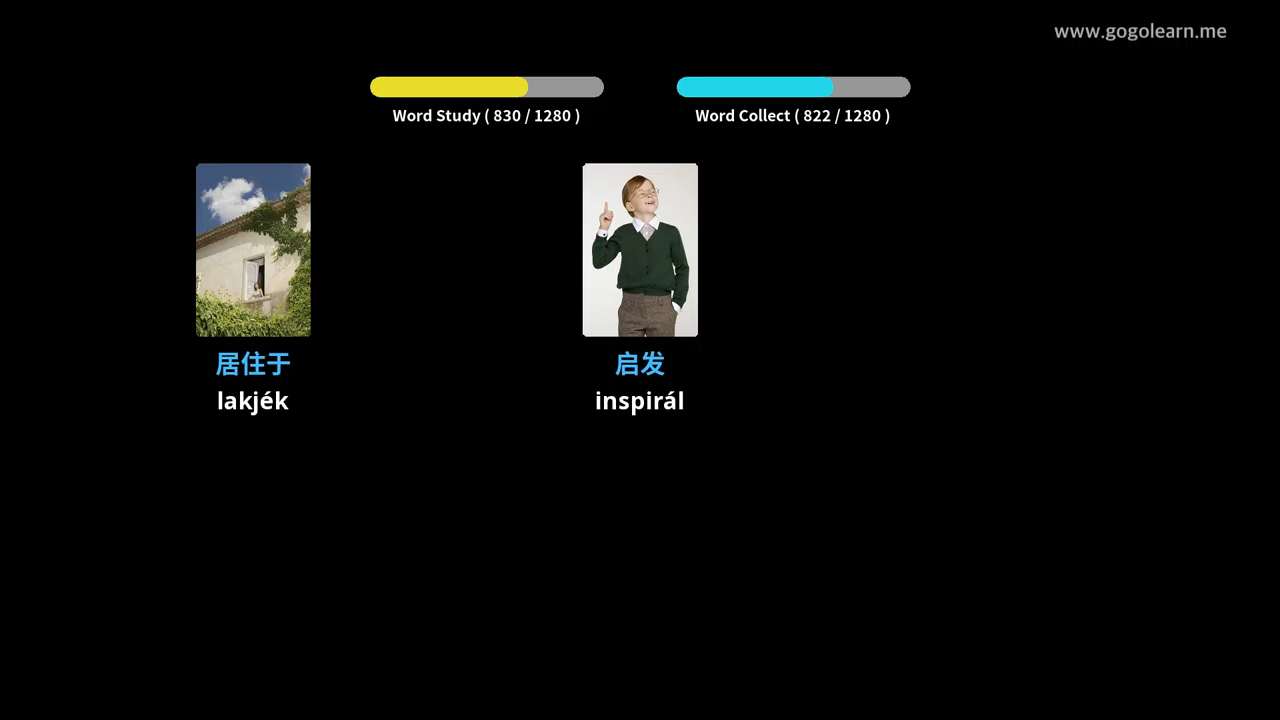 www.gogolearn.me
Word Study ( 830 / 1280 )
Word Collect ( 822 / 1280 )
居住于
lakjék
启发
inspirál